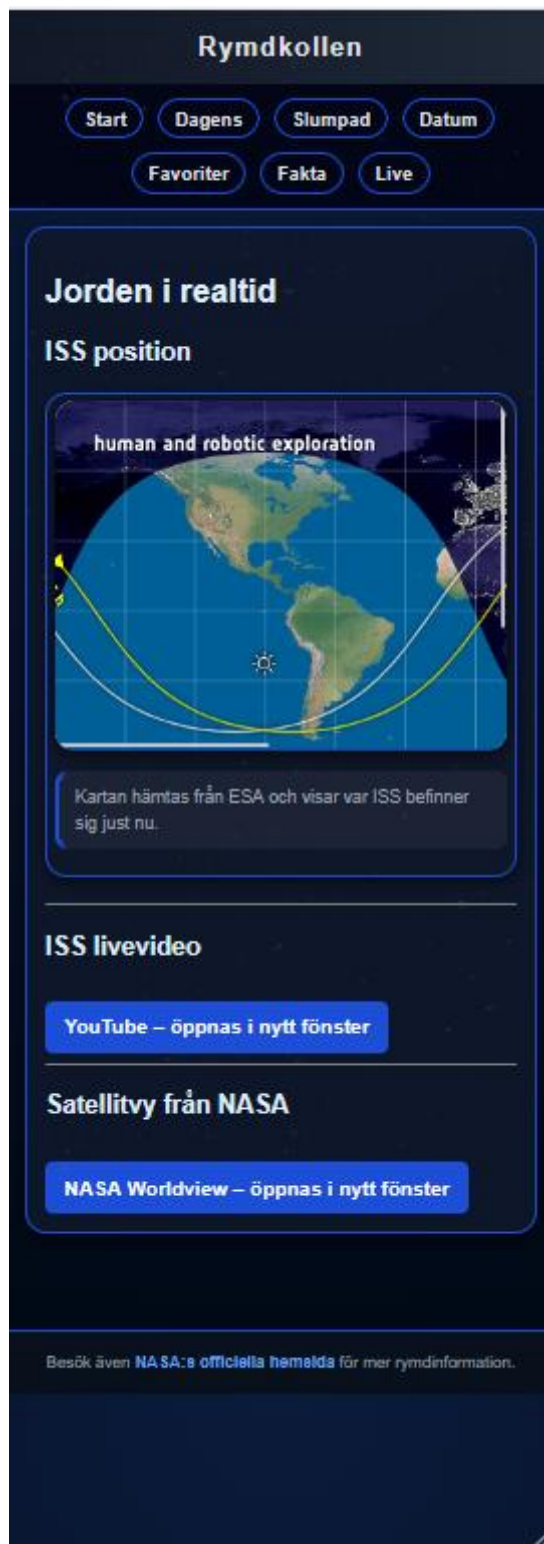 Rymdkollen
Start Dagens Slumpad Datum
Favoriter Fakta Live
Jorden i realtid
ISS position
human and robotic exploration
Kartan hämtas från ESA och visar var ISS befinner
sig just nu.
ISS livevideo
YouTube – öppnas i nytt fönster
Satellitvy från NASA
NASA Worldview – öppnas i nytt fönster
Besök även NASA:s officiella hemsida för mer rymdinformation.